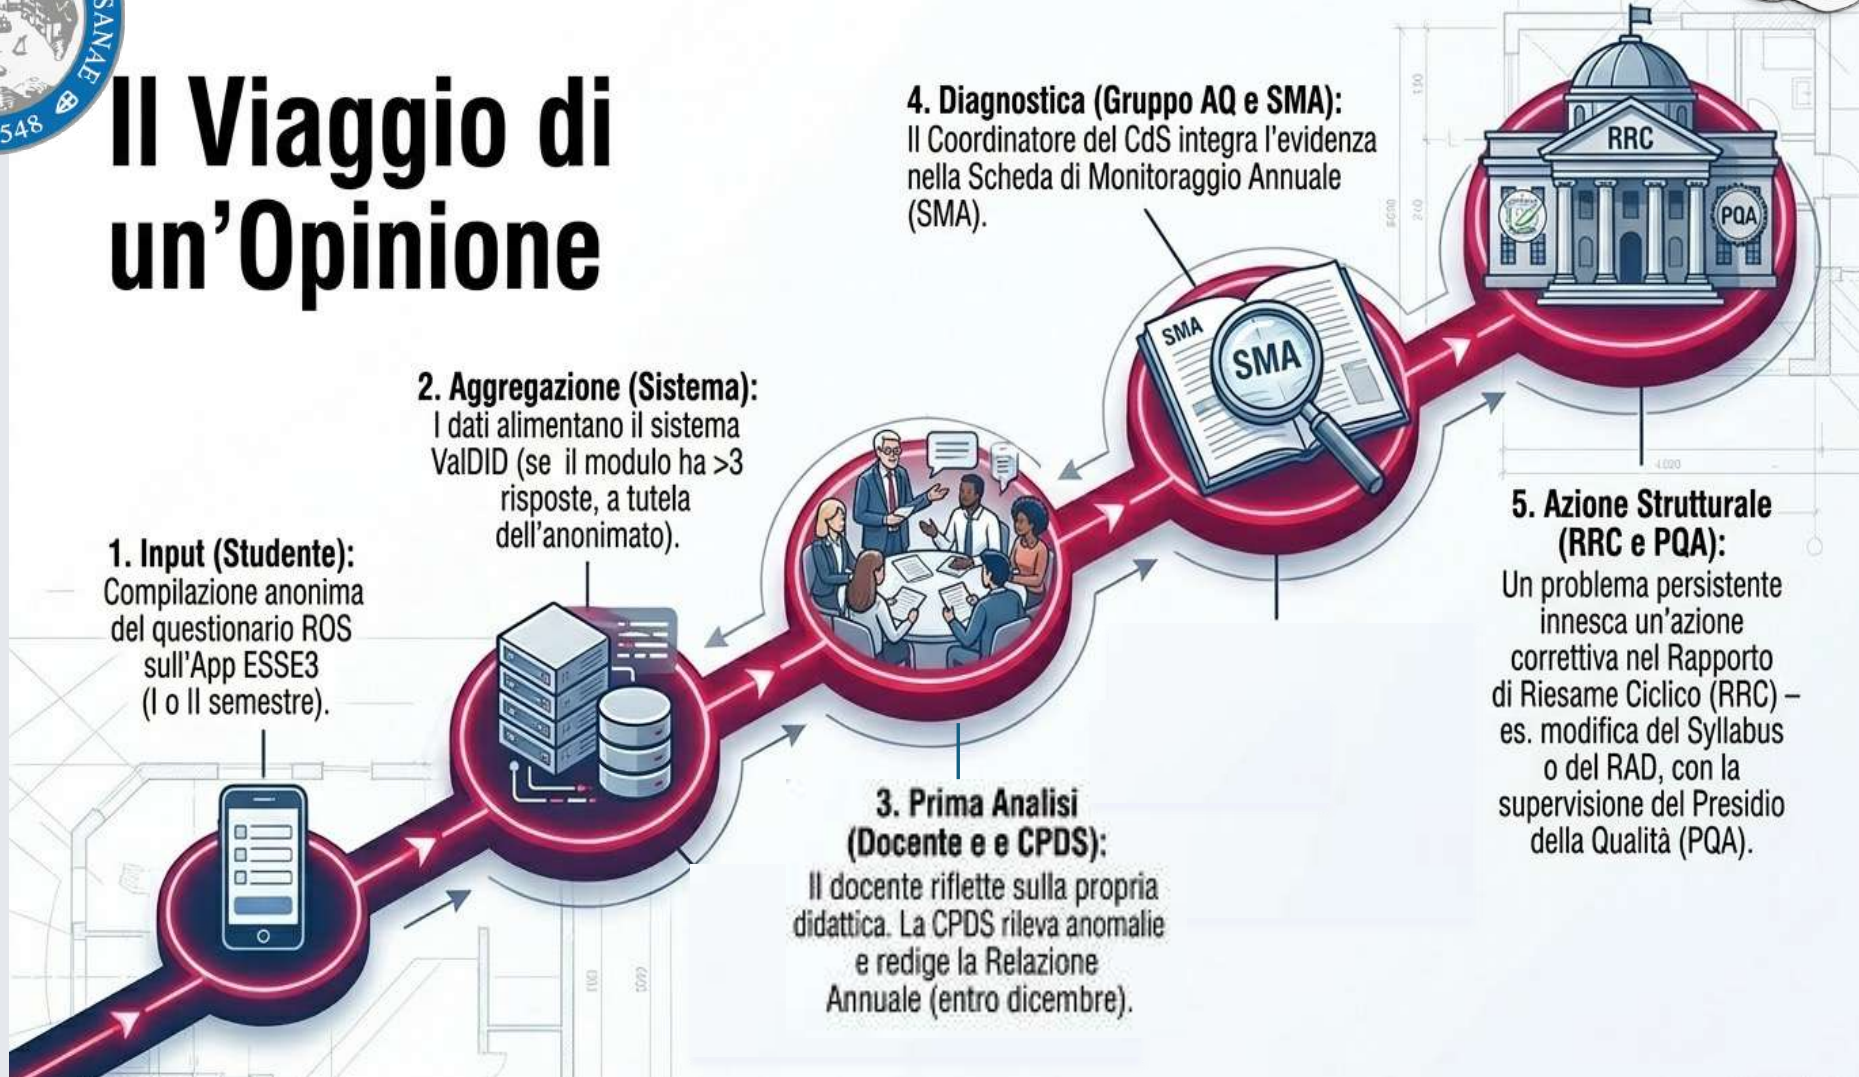 SANAE
548
Il Viaggio di
un’Opinione
1. Input (Studente):
Compilazione anonima
del questionario ROS
sull’App ESSE3
(I o II semestre).
2. Aggregazione (Sistema):
I dati alimentano il sistema
ValDID (se il modulo ha >3
risposte, a tutela
dell’anonimato).
3. Prima Analisi
(Docente e e CPDS):
Il docente riflette sulla propria
didattica. La CPDS rileva anomalie
e redige la Relazione
Annuale (entro dicembre).
4. Diagnostica (Gruppo AQ e SMA):
Il Coordinatore del CdS integra l’evidenza
nella Scheda di Monitoraggio Annuale
(SMA).
SMA
SMA
RRC
PQA
5. Azione Strutturale
(RRC e PQA):
Un problema persistente
innesca un’azione
correttiva nel Rapporto
di Riesame Ciclico (RRC) –
es. modifica del Syllabus
o del RAD, con la
supervisione del Presidio
della Qualità (PQA).